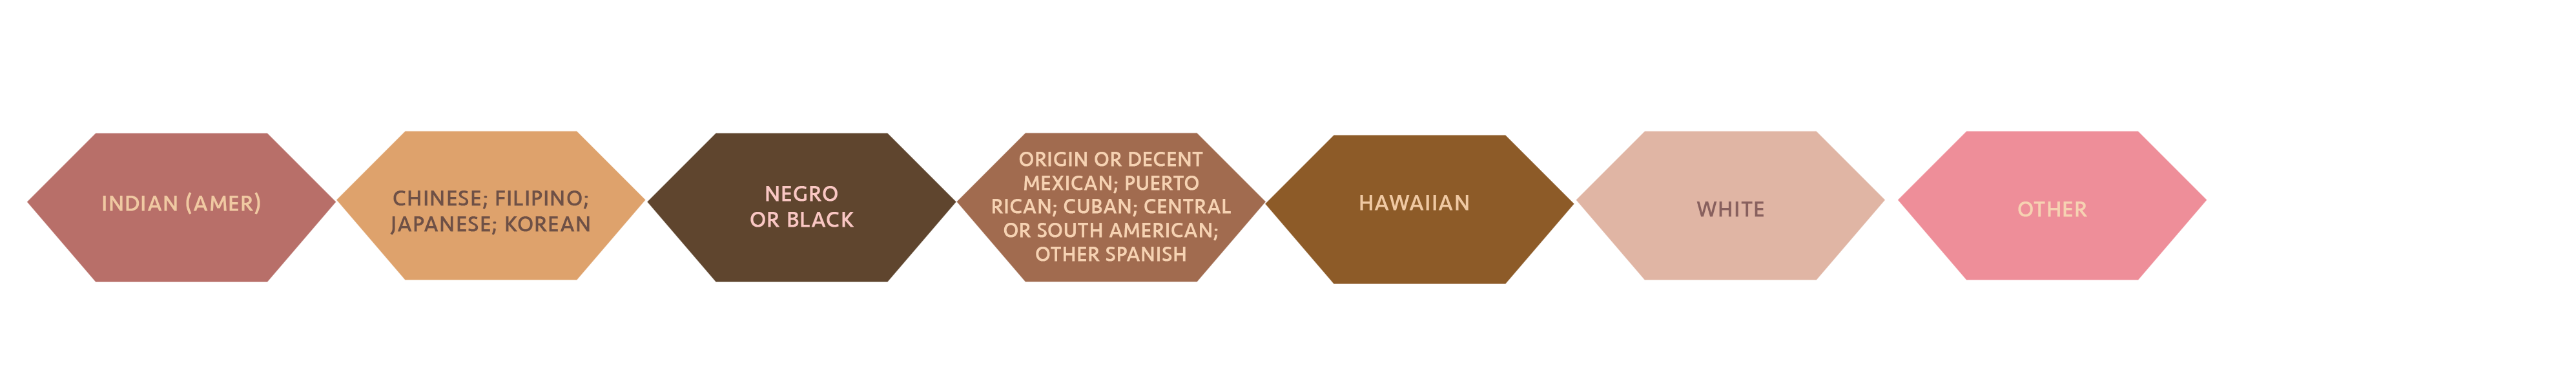 INDIAN (AMER)
CHINESE; FILIPINO;
JAPANESE; KOREAN
NEGRO
OR BLACK
ORIGIN OR DECENT
MEXICAN; PUERTO
RICAN; CUBAN; CENTRAL
OR SOUTH AMERICAN;
OTHER SPANISH
HAWAIIAN
WHITE
OTHER